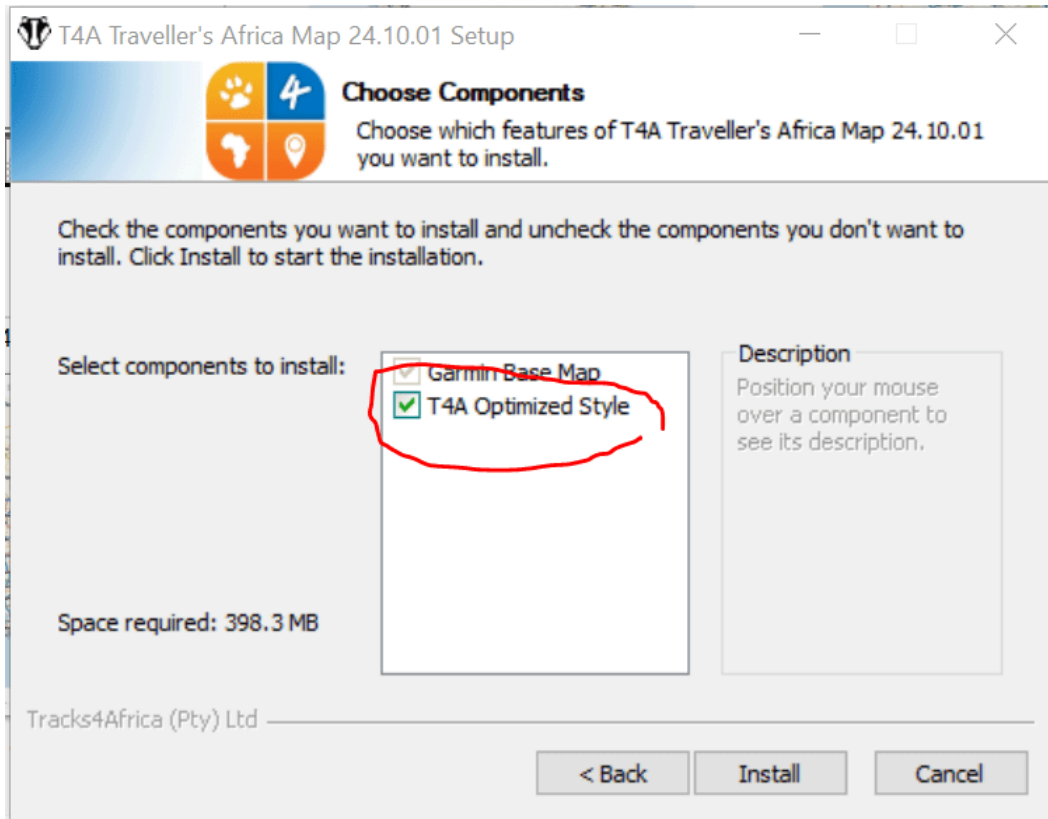 T4A Traveller's Africa Map 24.10.01 Setup
4
Choose Components
Choose which features of T4A Traveller's Africa Map 24.10.01
you want to install.
Check the components you want to install and uncheck the components you don't want to
install. Click Install to start the installation.
Select components to install:
Garmin Base Map
T4A Optimized Style
Description
Position your mouse
over a component to
see its description.
Space required: 398.3 MB
Tracks4Africa (Pty) Ltd
< Back
Install
Cancel